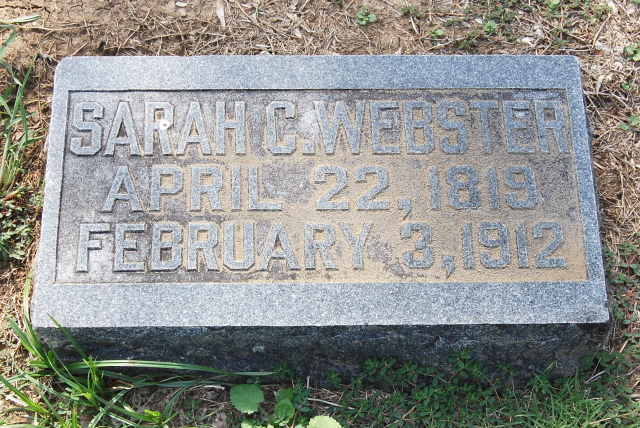 SARAH C. WEBSTER
APRIL 22, 1819
FEBRUARY 3, 1912